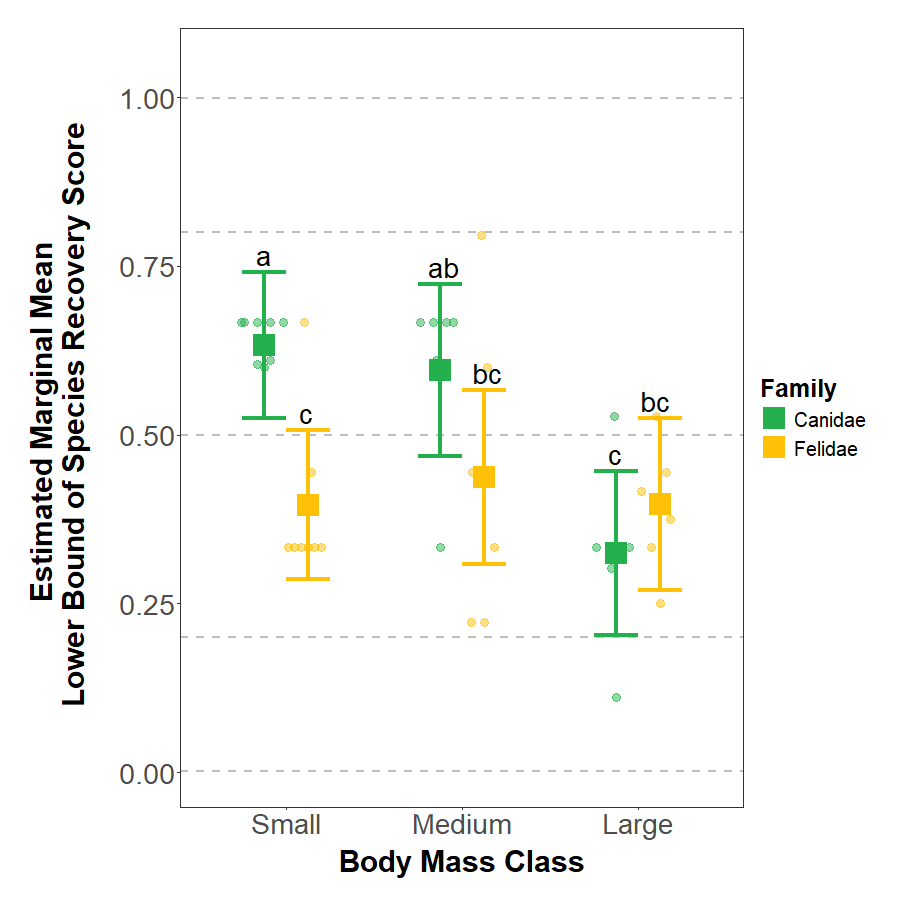 Estimated Marginal Mean
Lower Bound of Species Recovery Score
1.00
0.75
0.50
0.25
0.00
a
c
ab
bc
c
bc
Small
Medium
Large
Body Mass Class
Family
Canidae
Felidae